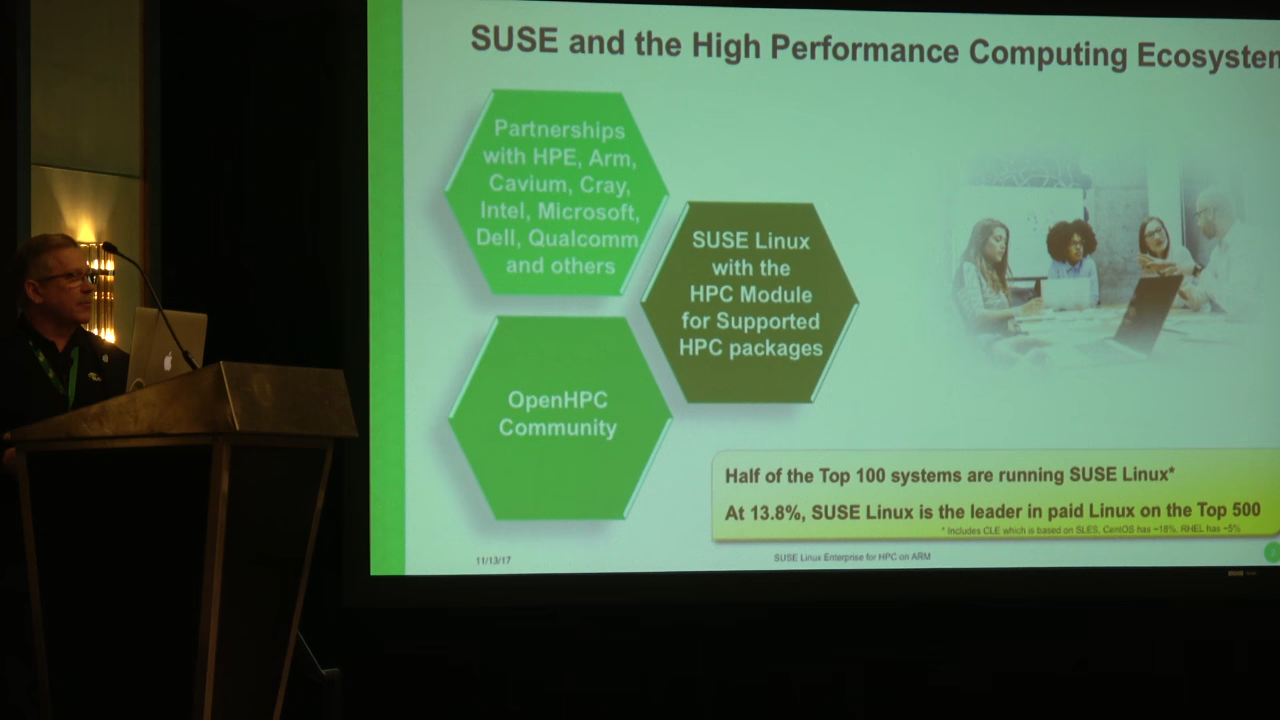 SUSE and the High Performance Computing Ecosystem
Partnerships
with HPE, Arm,
Cavium, Cray,
Intel, Microsoft,
Dell, Qualcomm
and others
SUSE Linux
with the
HPC Module
for Supported
HPC packages
OpenHPC
Community
Half of the Top 100 systems are running SUSE Linux*
At 13.8%, SUSE Linux is the leader in paid Linux on the Top 500
* Includes CLE which is based on SLES, CentOS has ~18%, RHEL has ~5%
11/13/17
SUSE Linux Enterprise for HPC on ARM